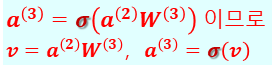 a⁽³⁾ = σ(a⁽²⁾W⁽³⁾) 이므로
v = a⁽²⁾W⁽³⁾, a⁽³⁾ = σ(v)